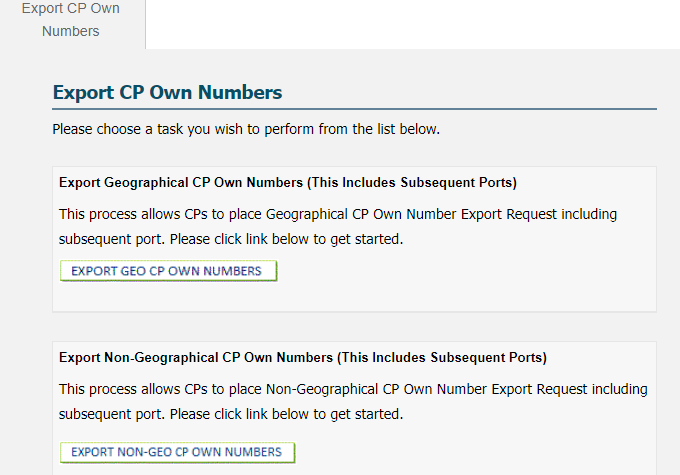 Export CP Own
Numbers
Export CP Own Numbers
Please choose a task you wish to perform from the list below.
Export Geographical CP Own Numbers (This Includes Subsequent Ports)
This process allows CPs to place Geographical CP Own Number Export Request including
subsequent port. Please click link below to get started.
EXPORT GEO CP OWN NUMBERS
Export Non-Geographical CP Own Numbers (This Includes Subsequent Ports)
This process allows CPs to place Non-Geographical CP Own Number Export Request including
subsequent port. Please click link below to get started.
EXPORT NON-GEO CP OWN NUMBERS